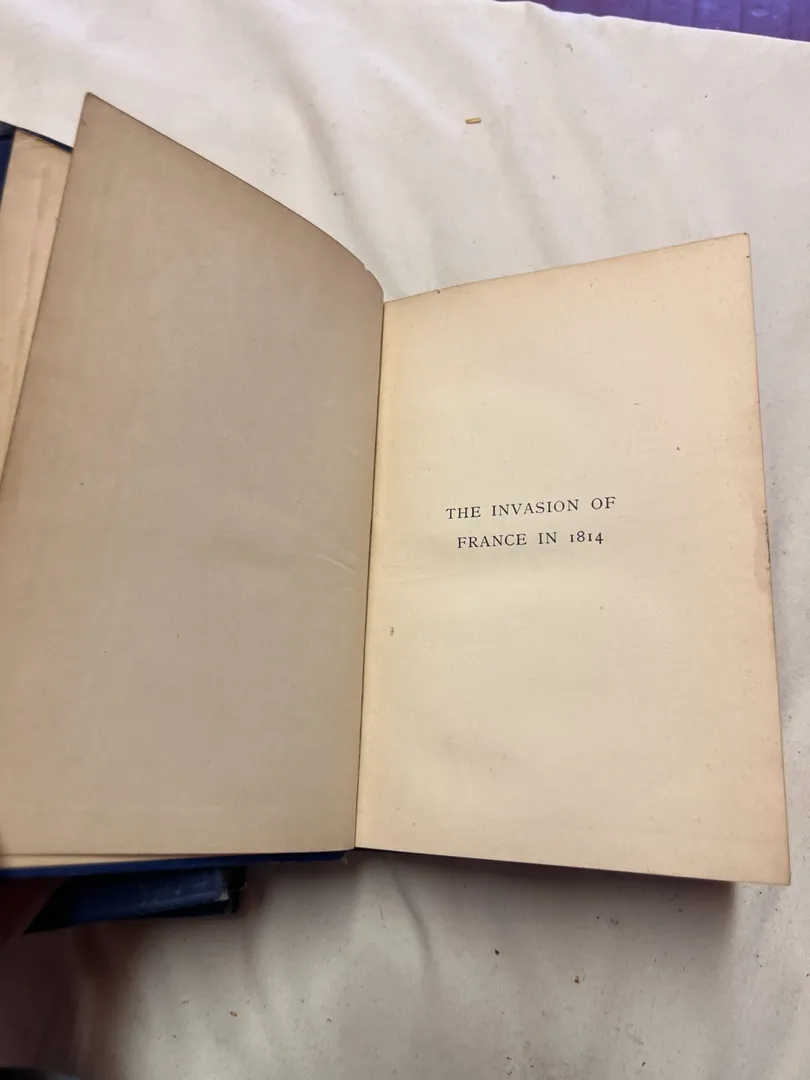 THE INVASION OF
FRANCE IN 1814